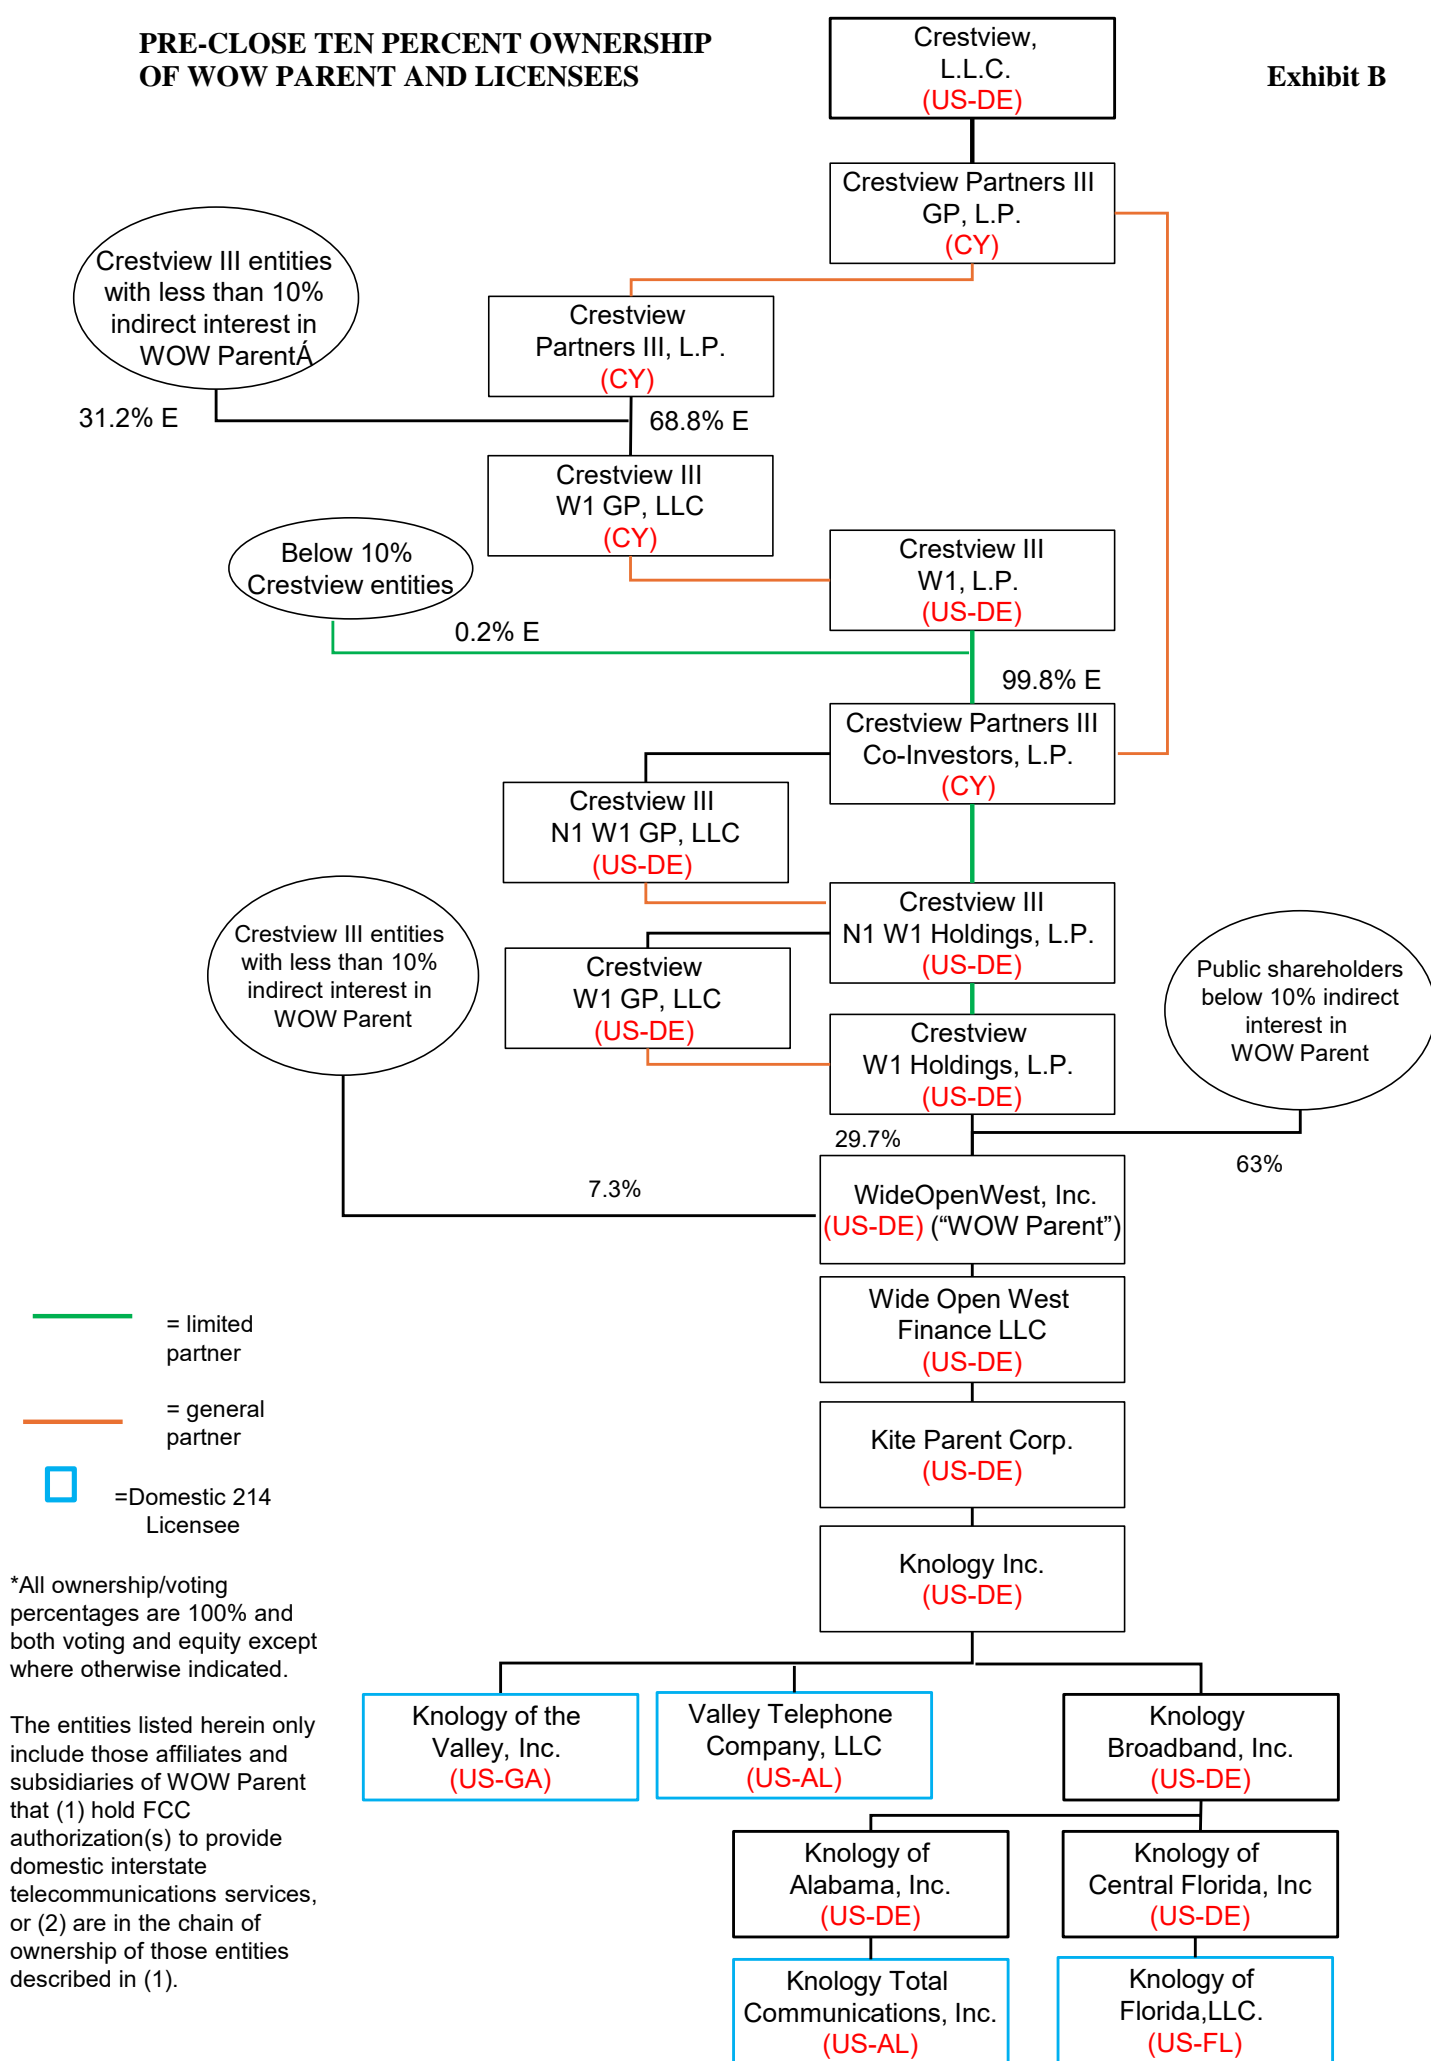 PRE-CLOSE TEN PERCENT OWNERSHIP
OF WOW PARENT AND LICENSEES
Exhibit B
Crestview,
L.L.C.
(US-DE)
Crestview Partners III
GP, L.P.
(CY)
Crestview III entities
with less than 10%
indirect interest in
WOW ParentÁ
Crestview
Partners III, L.P.
(CY)
31.2% E
68.8% E
Crestview III
W1 GP, LLC
(CY)
Below 10%
Crestview entities
Crestview III
W1, L.P.
(US-DE)
0.2% E
99.8% E
Crestview Partners III
Co-Investors, L.P.
(CY)
Crestview III
N1 W1 GP, LLC
(US-DE)
Crestview III
N1 W1 Holdings, L.P.
(US-DE)
Crestview III entities
with less than 10%
indirect interest in
WOW Parent
Crestview
W1 GP, LLC
(US-DE)
Public shareholders
below 10% indirect
interest in
WOW Parent
Crestview
W1 Holdings, L.P.
(US-DE)
29.7%
63%
7.3%
WideOpenWest, Inc.
(US-DE) (“WOW Parent”)
Wide Open West
Finance LLC
(US-DE)
= limited
partner
= general
partner
=Domestic 214
Licensee
Kite Parent Corp.
(US-DE)
Knology Inc.
(US-DE)
*All ownership/voting
percentages are 100% and
both voting and equity except
where otherwise indicated.
The entities listed herein only
include those affiliates and
subsidiaries of WOW Parent
that (1) hold FCC
authorization(s) to provide
domestic interstate
telecommunications services,
or (2) are in the chain of
ownership of those entities
described in (1).
Knology of the
Valley, Inc.
(US-GA)
Valley Telephone
Company, LLC
(US-AL)
Knology
Broadband, Inc.
(US-DE)
Knology of
Alabama, Inc.
(US-DE)
Knology of
Central Florida, Inc
(US-DE)
Knology Total
Communications, Inc.
(US-AL)
Knology of
Florida,LLC.
(US-FL)